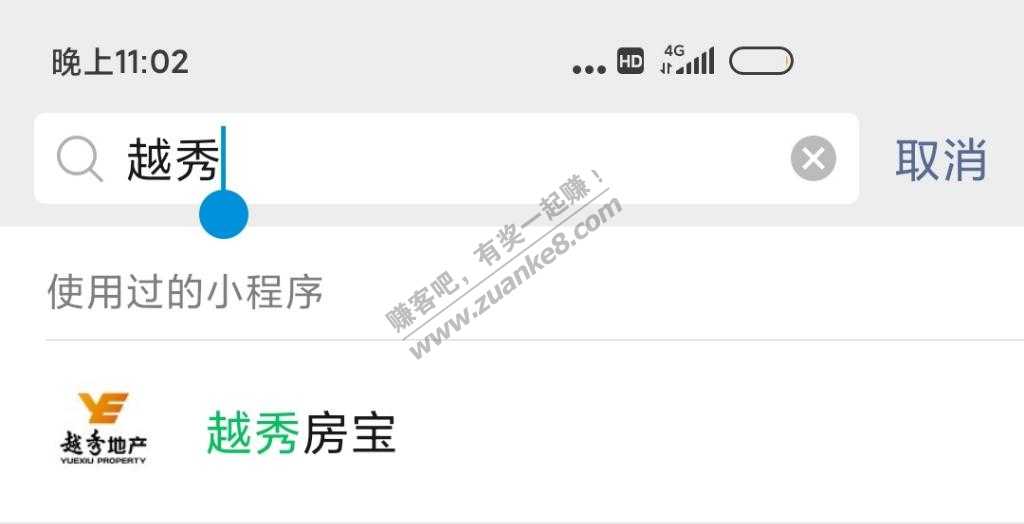 晚上11:02
HD
4G
越秀
取消
使用过的小程序
越秀地产
YUEXIU PROPERTY
越秀房宝
赚客吧，有奖一起赚！
www.zuanke8.com